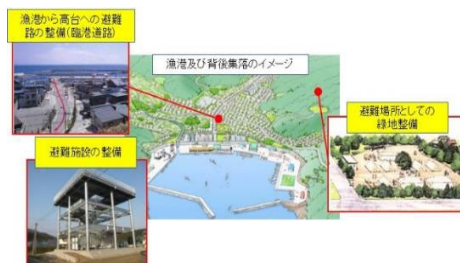 漁港から高台への避難
路の整備(臨港道路)
漁港及び背後集落のイメージ
避難場所としての
緑地整備
避難施設の整備